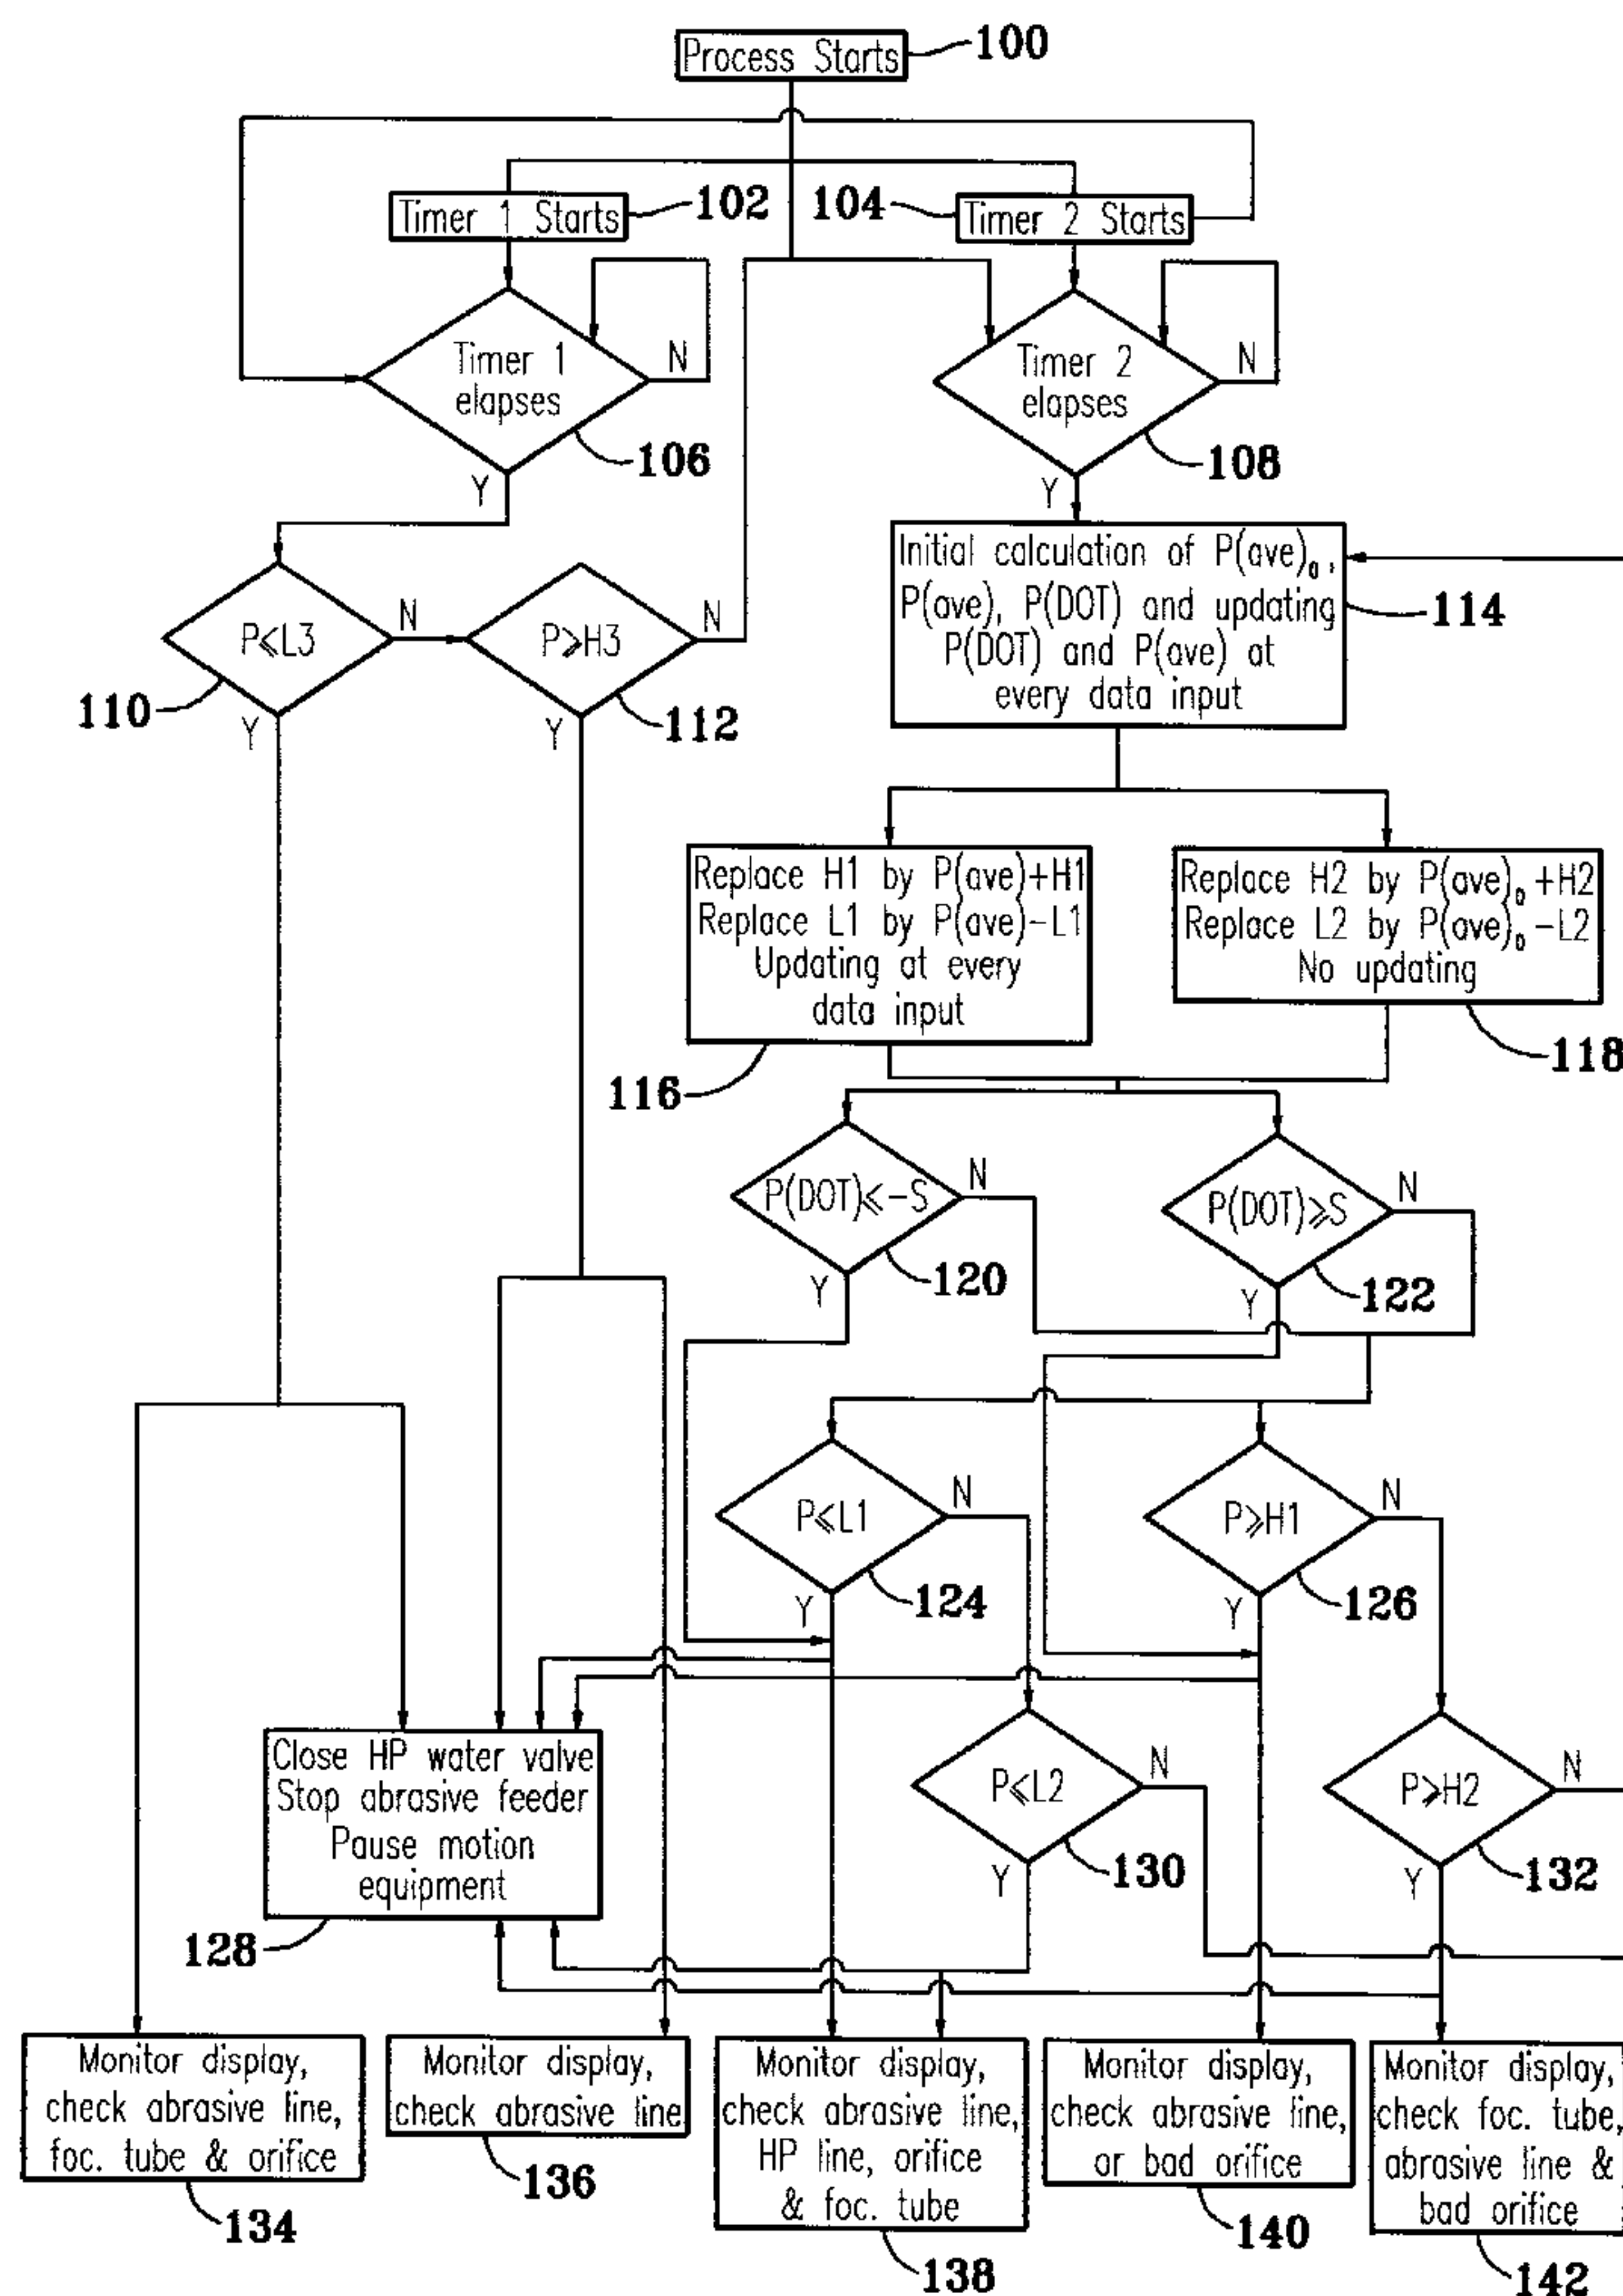 Process Starts
100
Timer 1 Starts
102
104
Timer 2 Starts
Timer 1
elapses
N
106
Y
Timer 2
elapses
N
108
Y
P≤L3
N
110
Y
P≥H3
N
112
Y
Initial calculation of P(ave)₀,
P(ave), P(DOT) and updating
P(DOT) and P(ave) at
every data input
114
Replace H1 by P(ave)+H1
Replace L1 by P(ave)-L1
Updating at every
data input
116
Replace H2 by P(ave)₀+H2
Replace L2 by P(ave)₀-L2
No updating
118
P(DOT)≤-S
N
120
Y
P(DOT)≥S
N
122
Y
P≤L1
N
124
Y
P≥H1
N
126
Y
Close HP water valve
Stop abrasive feeder
Pause motion
equipment
128
P≤L2
N
130
Y
P≥H2
N
132
Y
Monitor display,
check abrasive line,
foc. tube & orifice
134
Monitor display,
check abrasive line
136
Monitor display,
check abrasive line,
HP line, orifice
& foc. tube
138
Monitor display,
check abrasive line,
or bad orifice
140
Monitor display,
check foc. tube,
abrasive line &
bad orifice
142